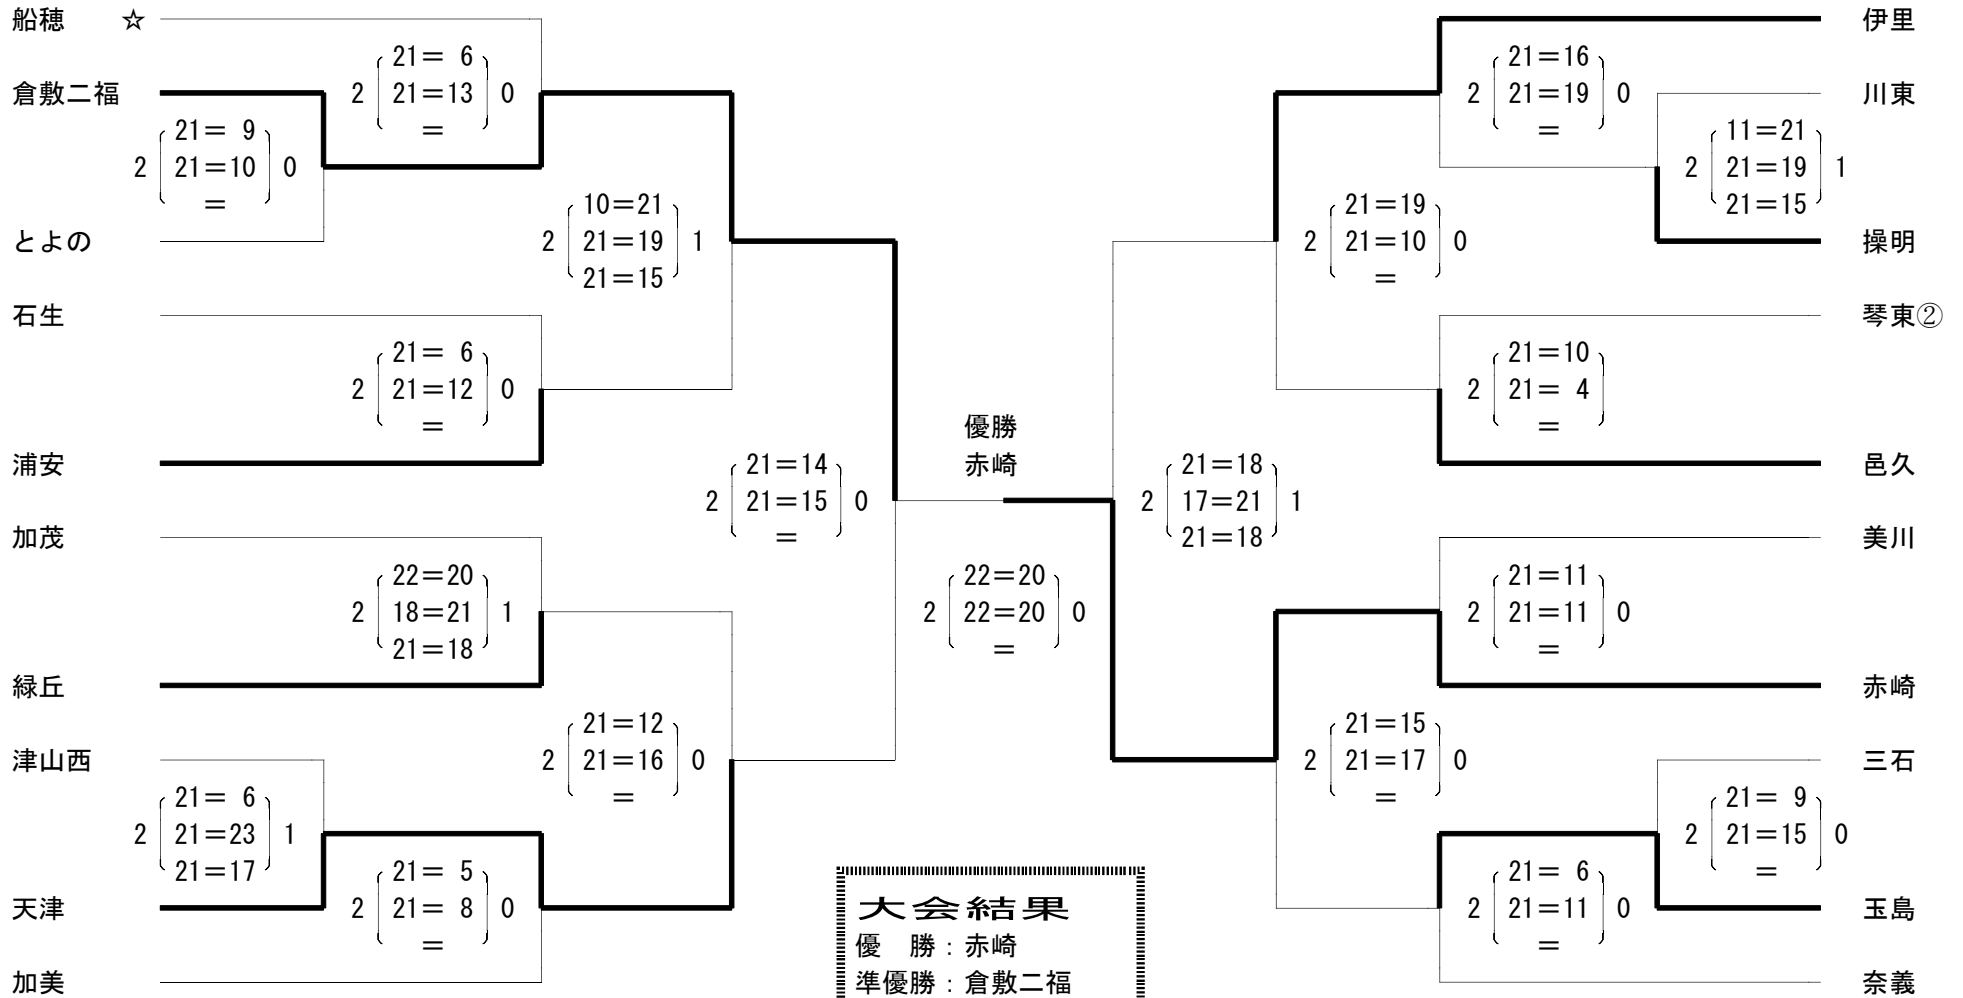 船穂 ☆
倉敷二福
とよの
石生
浦安
加茂
緑丘
津山西
天津
加美
2 21= 9 0
21=10
=
2 21= 6 1
21=23
21=17
2 21= 6 0
21=13
=
2 21= 6 0
21=12
=
2 22=20 1
18=21
21=18
2 21= 5 0
21= 8
=
2 10=21 1
21=19
21=15
2 21=12 0
21=16
=
2 21=14 0
21=15
=
優勝
赤崎
2 22=20 0
22=20
=
大会結果
優 勝：赤崎
準優勝：倉敷二福
2 21=18 1
17=21
21=18
2 21=19 0
21=10
=
2 21=15 0
21=17
=
2 21=16 0
21=19
=
2 21=10
21= 4
=
2 21=11 0
21=11
=
2 21= 6 0
21=11
=
2 11=21 1
21=19
21=15
2 21= 9 0
21=15
=
伊里
川東
操明
琴東②
邑久
美川
赤崎
三石
玉島
奈義